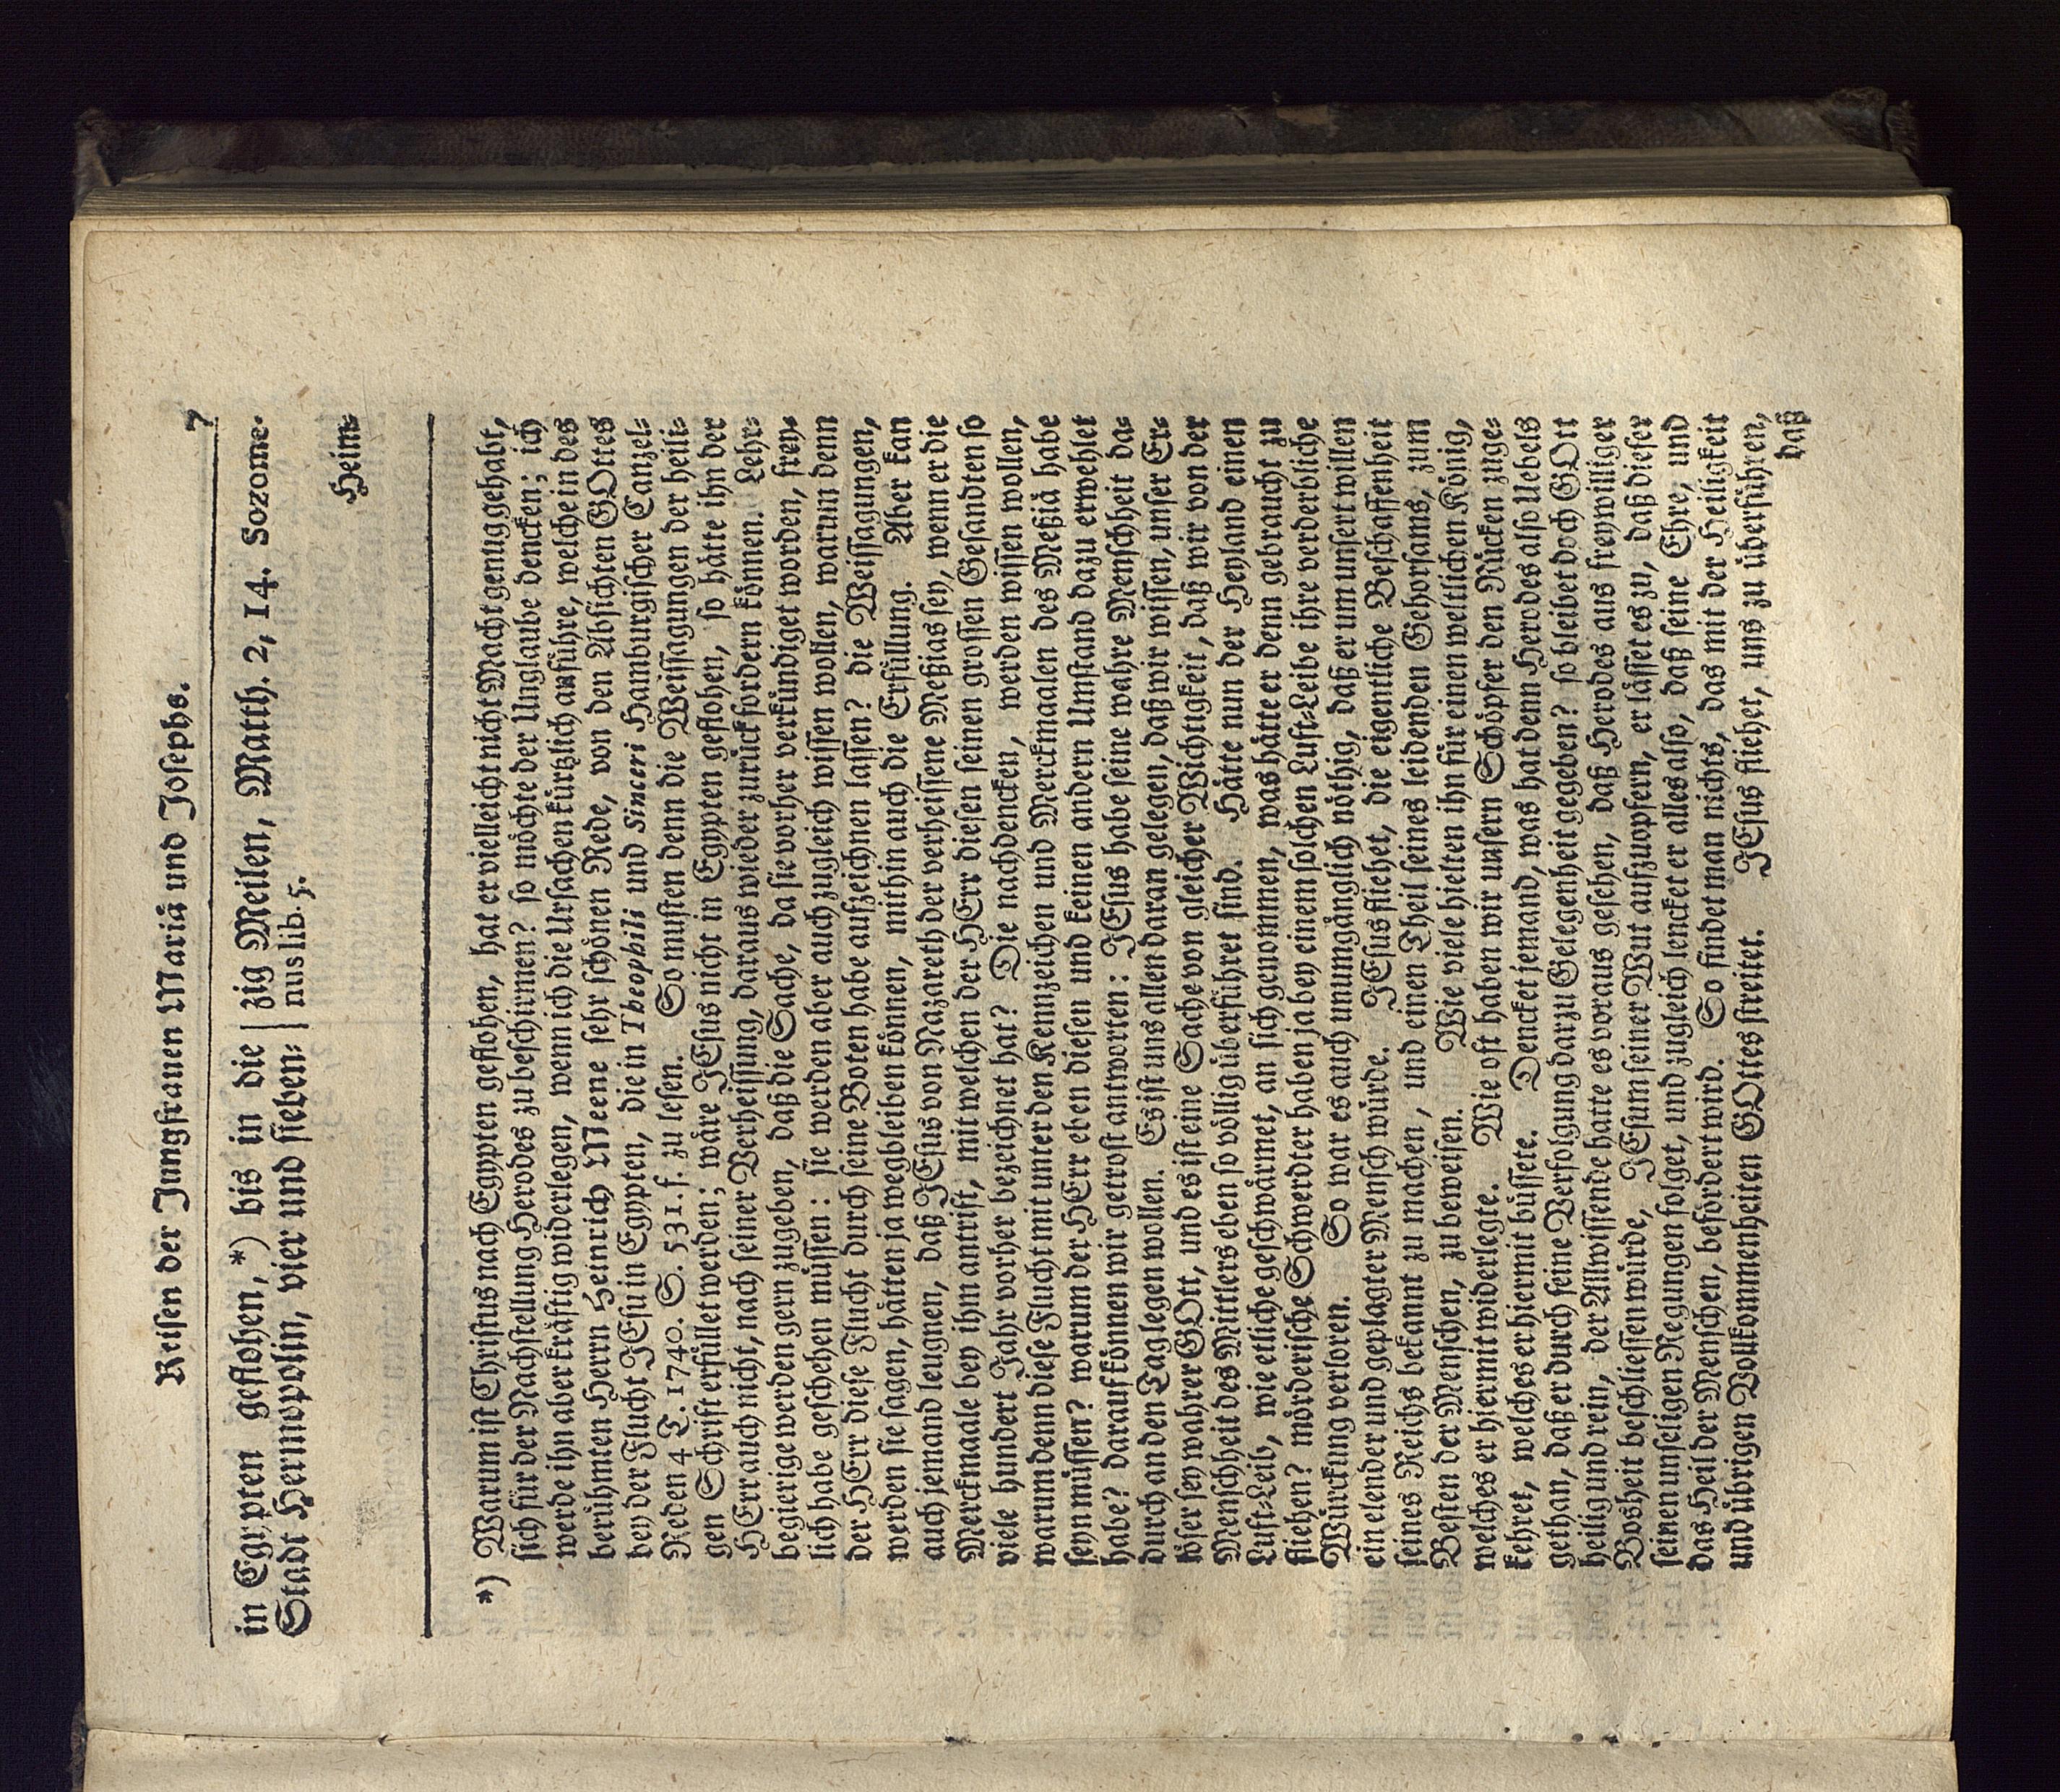 Reisen der Jungfrauen Mariä und Josephs. 7
in Egypten geflohen, *) bis in die
Stadt Hermopolin, vier und sieben-
zig Meilen, Matth. 2, 14. Sozome-
nus lib. 5.
Heim-
*) Warum ist Christus nach Egypten geflohen, hat er vielleicht nicht Macht genug gehabt,
sich für der Nachstellung Herodes zu beschirmen? so möchte der Unglaube dencken; ich
werde ihn aber kräftig widerlegen, wenn ich die Ursachen kürtzlich anführe, welche in des
berühmten Herrn Heinrich Meene sehr schönen Rede, von den Absichten GOttes
bey der Flucht JEsu in Egypten, die in Theophili und Sinceri Hamburgischer Cantzel-
Reden 4 T. 1740. S. 531. f. zu lesen. So musten denn die Weissagungen der heili-
gen Schrift erfüllet werden; wäre JEsus nicht in Egypten geflohen, so hätte ihn der
HErr auch nicht, nach seiner Verheissung, daraus wieder zurück fordern können. Lehr-
begierige werden gern zugeben, daß die Sache, da sie vorher verkündiget worden, frey-
lich habe geschehen müssen: sie werden aber auch zugleich wissen wollen, warum denn
der HErr diese Flucht durch seine Boten habe aufzeichnen lassen? die Weissagungen,
werden sie sagen, hätten ja wegbleiben können, mithin auch die Erfüllung. Aber kan
auch jemand leugnen, daß JEsus von Nazareth der verheissene Meßias sey, wenn er die
Merckmaale bey ihm antrift, mit welchen der HErr diesen seinen grossen Gesandten so
viele hundert Jahr vorher bezeichnet hat? Die nachdencken, werden wissen wollen,
warum denn diese Flucht mit unter den Kennzeichen und Merckmaalen des Meßiä habe
seyn müssen? warum der HErr eben diesen und keinen andern Umstand dazu erwehlet
habe? darauf können wir getrost antworten: JEsus habe seine wahre Menschheit da-
durch an den Tag legen wollen. Es ist uns allen daran gelegen, daß wir wissen, unser Er-
löser sey wahrer GOtt, und es ist eine Sache von gleicher Wichtigkeit, daß wir von der
Menschheit des Mittlers eben so völlig überführet sind. Hätte nun der Heyland einen
Luft-Leib, wie etliche geschwärmet, an sich genommen, was hätte er denn gebraucht zu
fliehen? mörderische Schwerdter haben ja bey einem solchen Luft-Leibe ihre verderbliche
Würckung verloren. So war es auch unumgänglich nöthig, daß er um unsert willen
ein elender und geplagter Mensch würde. JEsus fliehet, die eigentliche Beschaffenheit
seines Reichs bekannt zu machen, und einen Theil seines leidenden Gehorsams, zum
Besten der Menschen, zu beweisen. Wie viele hielten ihn für einen weltlichen König,
welches er hiermit widerlegte. Wie oft haben wir unsern Schöpfer den Rücken zuge-
kehret, welches er hiermit büssete. Dencket jemand, was hat denn Herodes also Uebels
gethan, daß er durch seine Verfolgung darzu Gelegenheit gegeben? so bleibet doch GOtt
heilig und rein, der Allwissende hatte es voraus gesehen, daß Herodes aus freywilliger
Bosheit beschliessen würde, JEsum seiner Wut aufzuopfern, er lässet es zu, daß dieser
seinen unseligen Regungen folget, und zugleich lencket er alles also, daß seine Ehre, und
das Heil der Menschen, befördert wird. So findet man nichts, das mit der Heiligkeit
und übrigen Vollkommenheiten GOttes streitet. JEsus fliehet, uns zu überführen,
daß